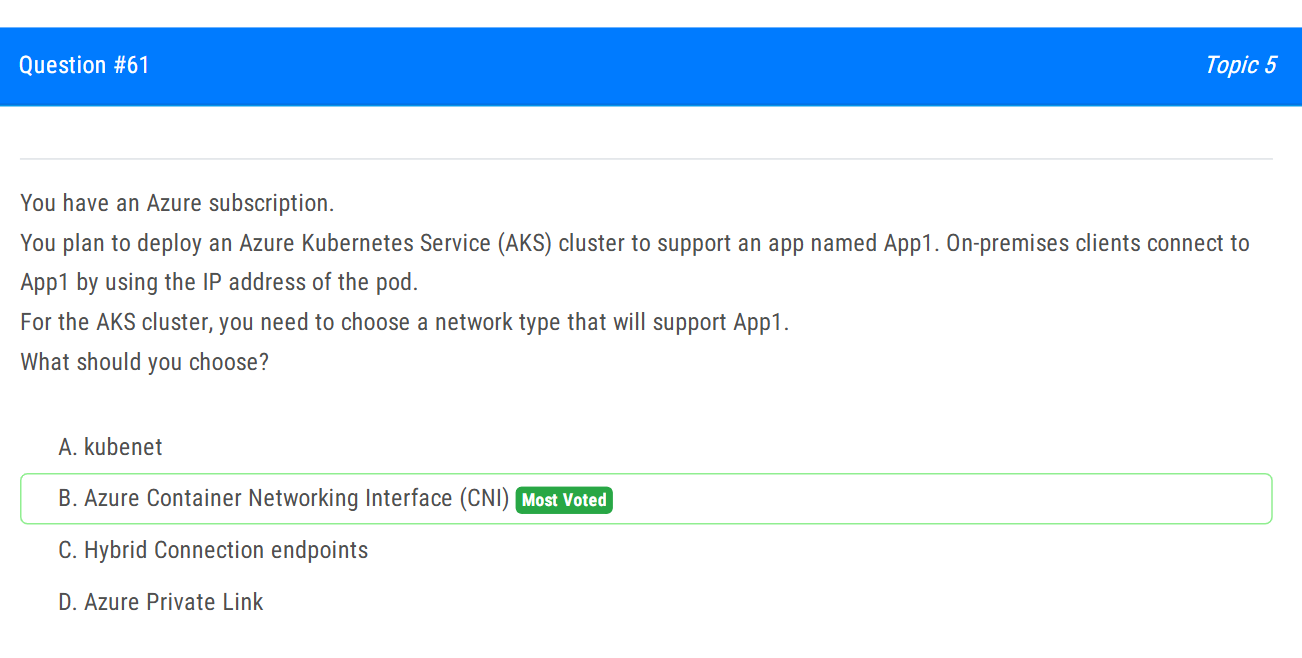 Question #61
Topic 5
You have an Azure subscription.
You plan to deploy an Azure Kubernetes Service (AKS) cluster to support an app named App1. On-premises clients connect to
App1 by using the IP address of the pod.
For the AKS cluster, you need to choose a network type that will support App1.
What should you choose?
A. kubenet
B. Azure Container Networking Interface (CNI) Most Voted
C. Hybrid Connection endpoints
D. Azure Private Link